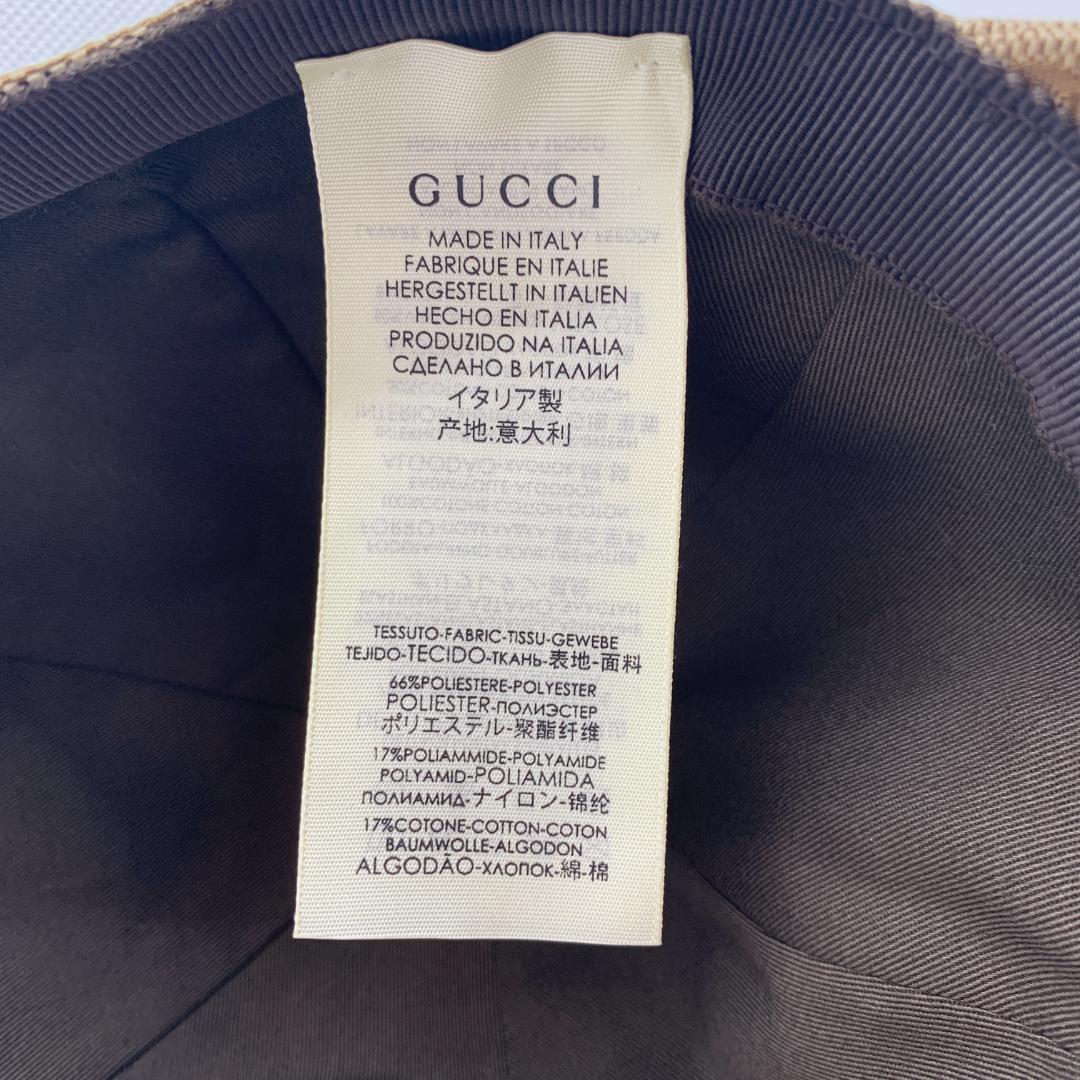 GUCCI
MADE IN ITALY
FABRIQUE EN ITALIE
HERGESTELLT IN ITALIEN
HECHO EN ITALIA
PRODUZIDO NA ITALIA
СДЕЛАНО В ИТАЛИИ
イタリア製
产地:意大利
TESSUTO-FABRIC-TISSU-GEWEBE
TEJIDO-TECIDO-ТКАНЬ-表地-面料
66%POLIESTERE-POLYESTER
POLIESTER-ПОЛИЭСТЕР
ポリエステル-聚酯纤维
17%POLIAMMIDE-POLYAMIDE
POLYAMID-POLIAMIDA
ПОЛИАМИД-ナイロン-锦纶
17%COTONE-COTTON-COTON
BAUMWOLLE-ALGODON
ALGODÃO-ХЛОПОК-綿-棉